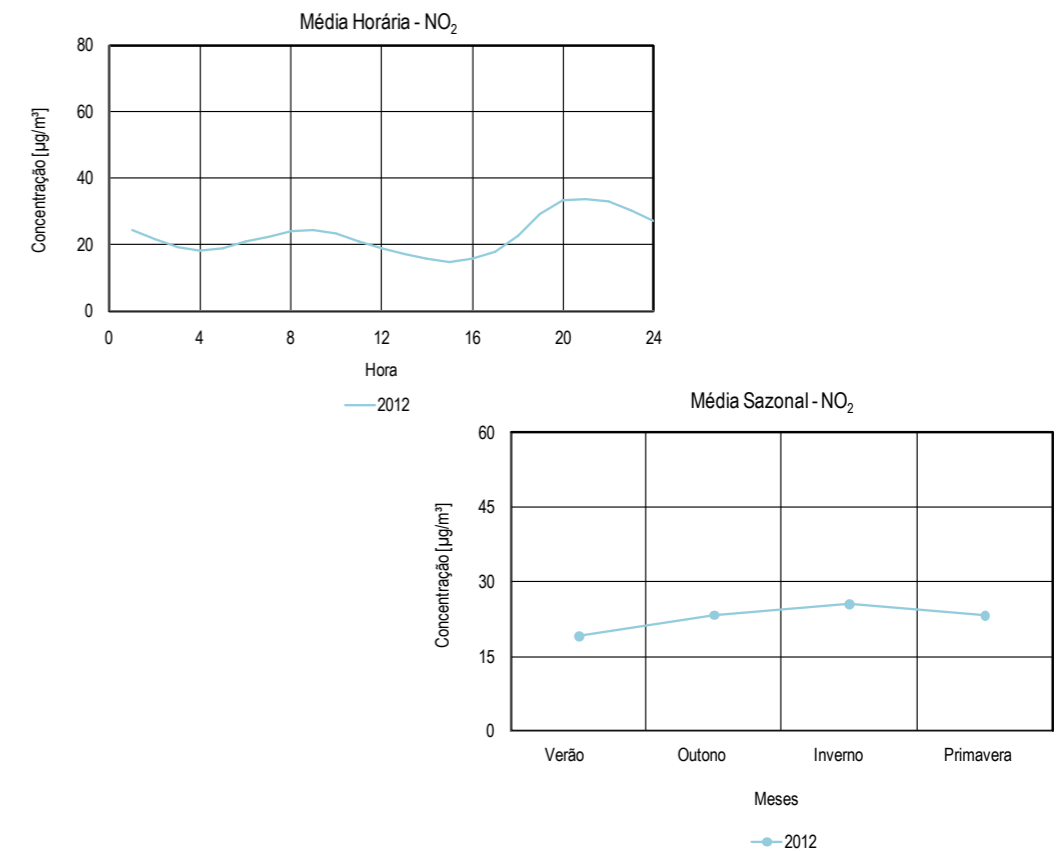 Média Horária - NO₂
80
60
40
20
0
Concentração [µg/m³]
0 4 8 12 16 20 24
Hora
2012
Média Sazonal - NO₂
60
45
30
15
0
Concentração [µg/m³]
Verão Outono Inverno Primavera
Meses
2012